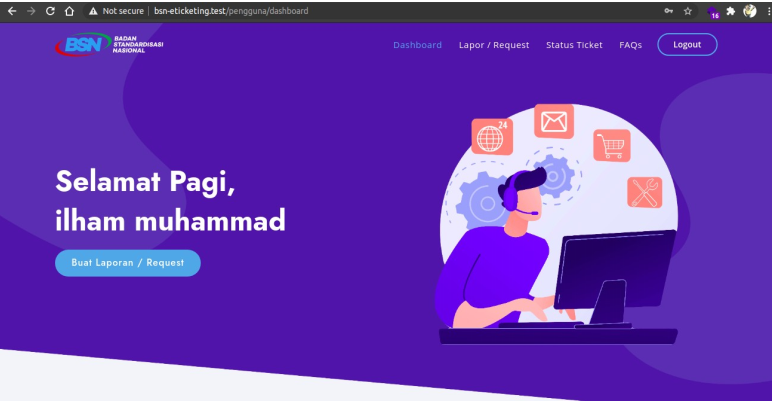 Not secure | bsn-eticketing.test/pengguna/dashboard
16
BSN BADAN
STANDARDISASI
NASIONAL
Dashboard Lapor / Request Status Ticket FAQs Logout
24
Selamat Pagi,
ilham muhammad
Buat Laporan / Request